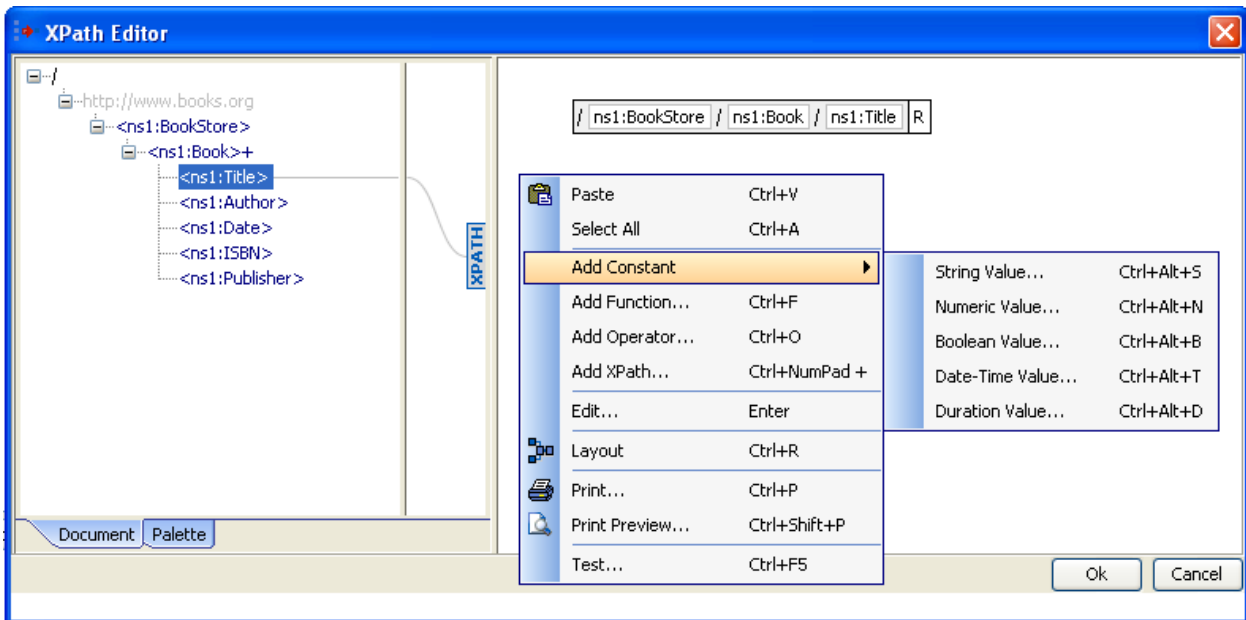 XPath Editor
/
http://www.books.org
<ns1:BookStore>
<ns1:Book>+
<ns1:Title>
<ns1:Author>
<ns1:Date>
<ns1:ISBN>
<ns1:Publisher>
XPATH
Document Palette
/ ns1:BookStore / ns1:Book / ns1:Title R
Paste Ctrl+V
Select All Ctrl+A
Add Constant
Add Function... Ctrl+F
Add Operator... Ctrl+O
Add XPath... Ctrl+NumPad +
Edit... Enter
Layout Ctrl+R
Print... Ctrl+P
Print Preview... Ctrl+Shift+P
Test... Ctrl+F5
String Value... Ctrl+Alt+S
Numeric Value... Ctrl+Alt+N
Boolean Value... Ctrl+Alt+B
Date-Time Value... Ctrl+Alt+T
Duration Value... Ctrl+Alt+D
Ok Cancel